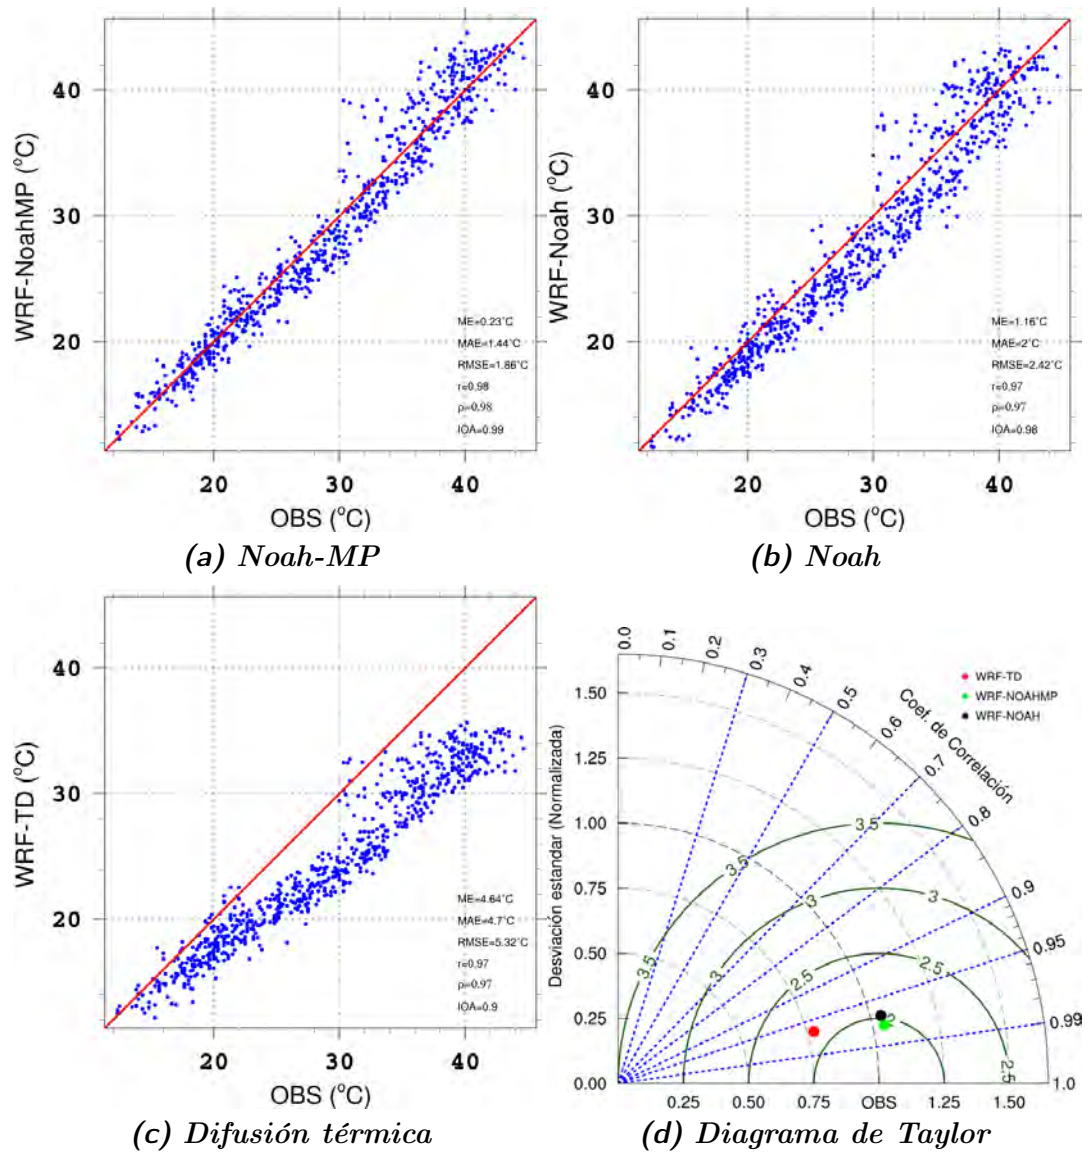 40
30
20
WRF-NoahMP (°C)
ME=0.23°C
MAE=1.44°C
RMSE=1.86°C
r=0.98
ρ=0.98
IOA=0.99
20 30 40
OBS (°C)
(a) Noah-MP
40
30
20
WRF-Noah (°C)
ME=1.16°C
MAE=2°C
RMSE=2.42°C
r=0.97
ρ=0.97
IOA=0.98
20 30 40
OBS (°C)
(b) Noah
40
30
20
WRF-TD (°C)
ME=4.64°C
MAE=4.7°C
RMSE=5.32°C
r=0.97
ρ=0.97
IOA=0.9
20 30 40
OBS (°C)
(c) Difusión térmica
0.0 0.1 0.2 0.3 0.4 0.5 0.6 0.7 0.8 0.9 0.95 0.99 1.0
Coef. de Correlación
WRF-TD
WRF-NOAHMP
WRF-NOAH
Desviación estandar (Normalizada)
1.50
1.25
1.00
0.75
0.50
0.25
0.00
3.5 3.5 3.5
3 3 3
2.5 2.5 2.5
2
0.25 0.50 0.75 OBS 1.25 1.50
(d) Diagrama de Taylor